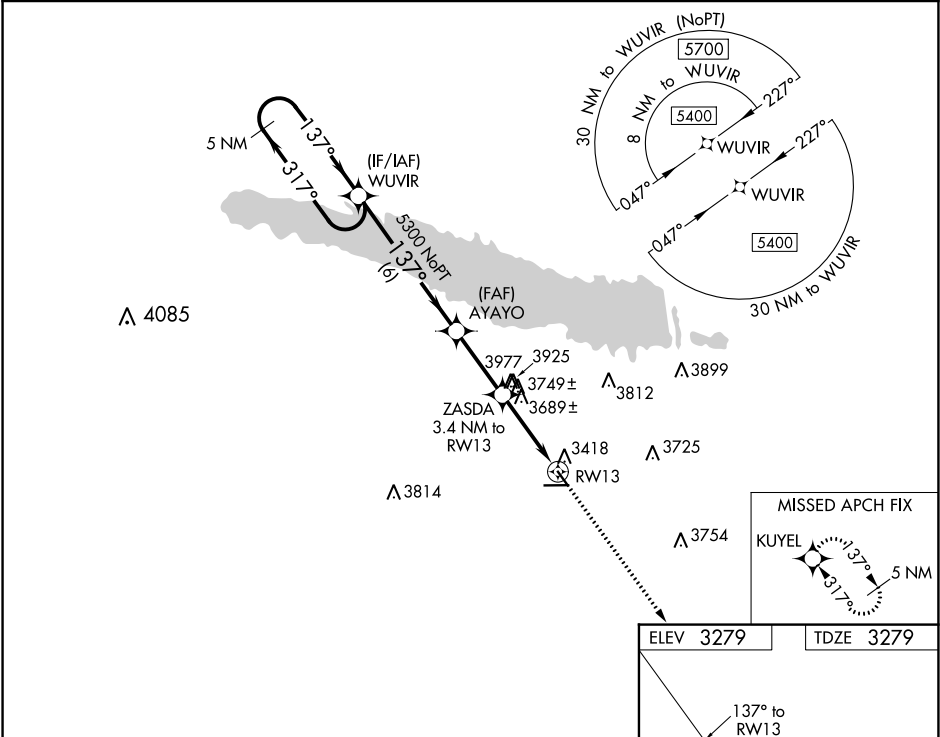 30 NM to WUVIR (NoPT)
5700
8 NM to WUVIR
5400
227°
WUVIR
047°
227°
WUVIR
047°
5400
30 NM to WUVIR
5 NM
137°
317°
(IF/IAF)
WUVIR
5300 NoPT
137°
(6)
(FAF)
AYAYO
4085
3977
3925
3749±
3689±
3812
3899
ZASDA
3.4 NM to
RW13
3418
RW13
3725
3814
3754
MISSED APCH FIX
KUYEL
137°
317°
5 NM
ELEV 3279
TDZE 3279
137° to
RW13